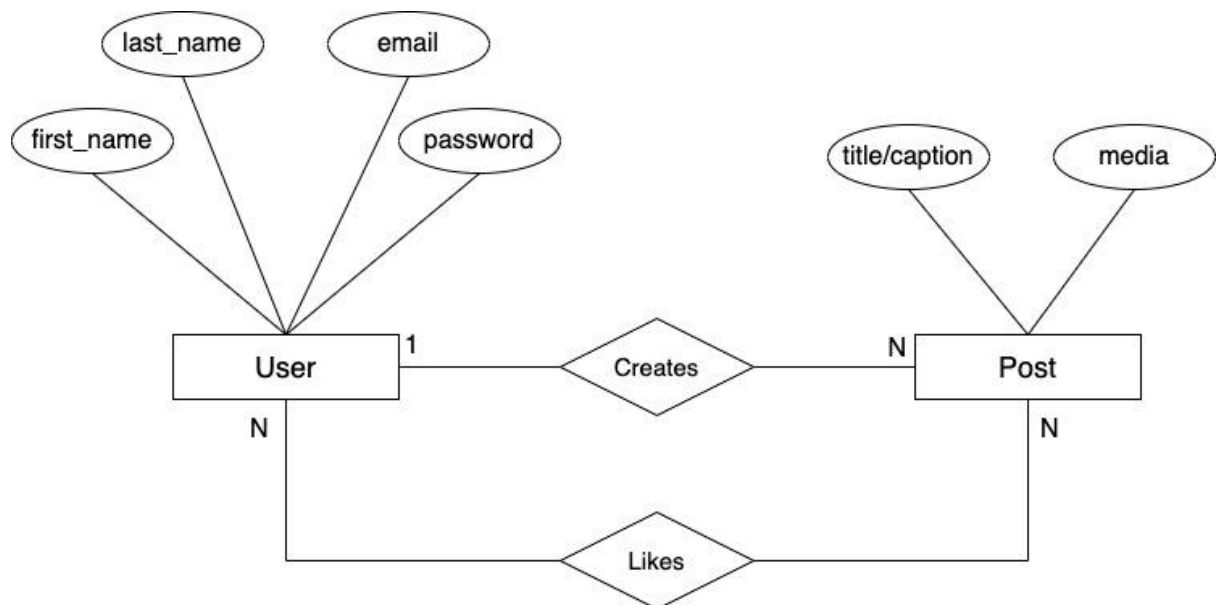 last_name
email
first_name
password
title/caption
media
User
1
Creates
N
Post
N
N
Likes